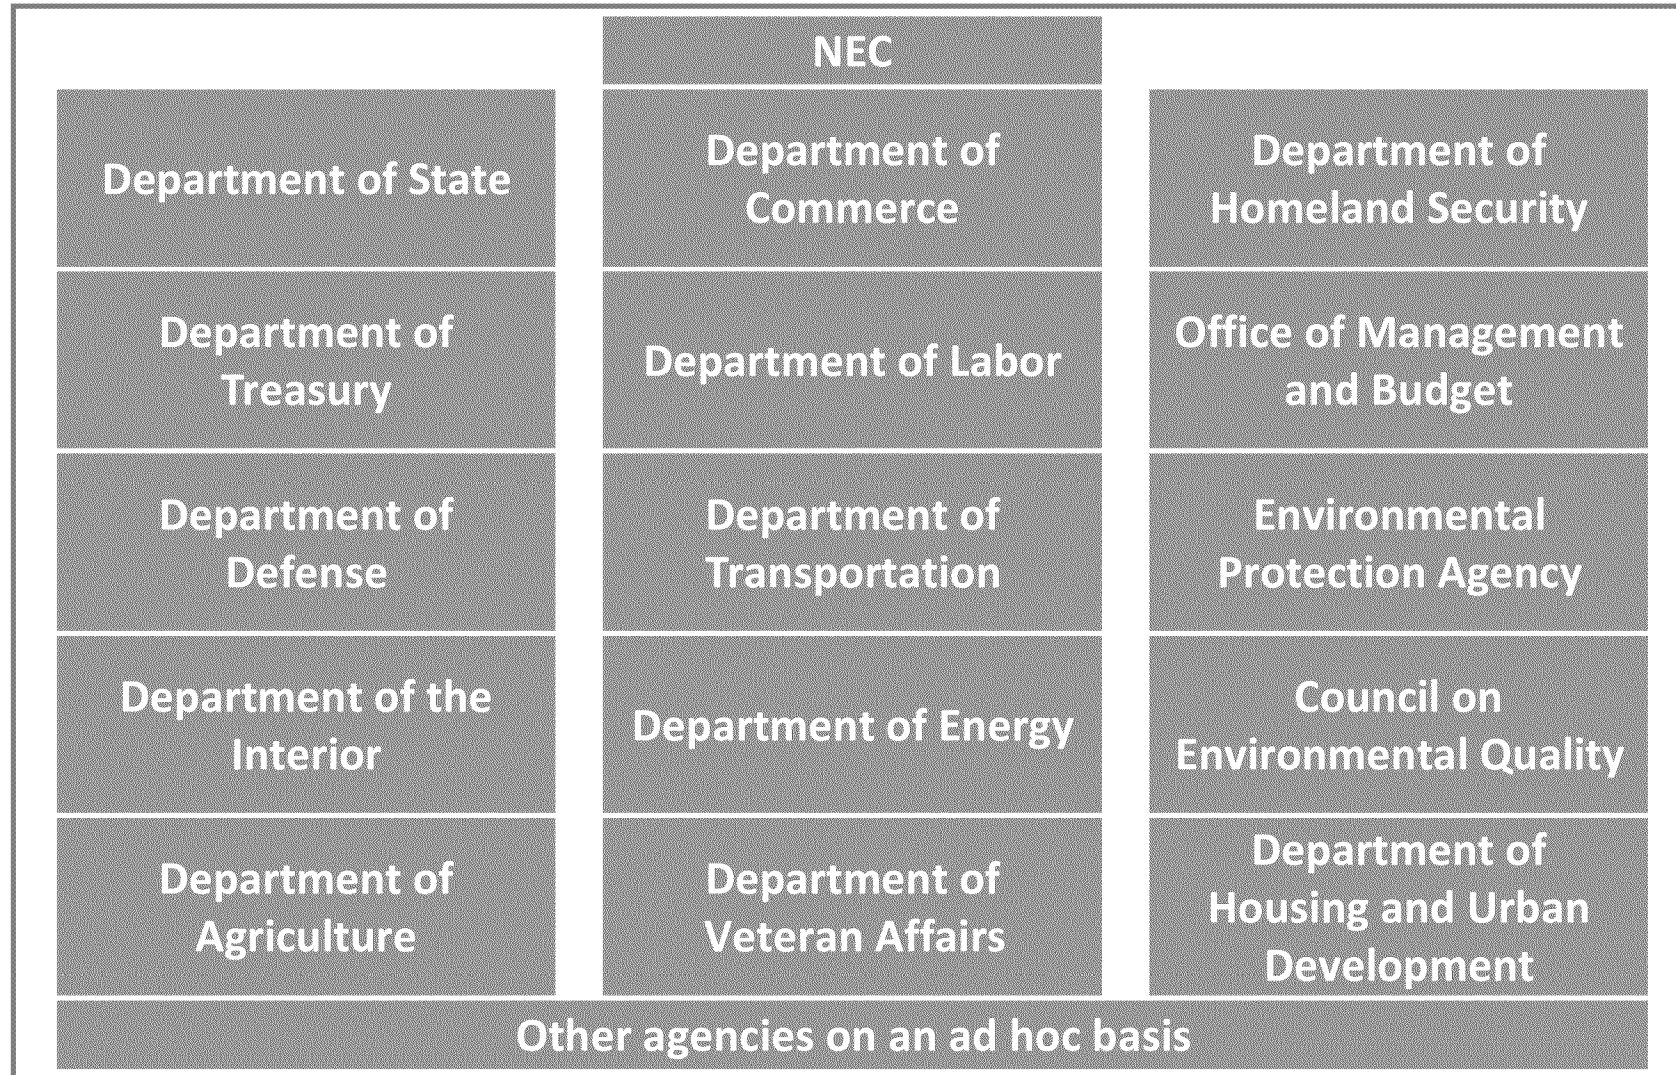 NEC
Department of State
Department of
Commerce
Department of
Homeland Security
Department of
Treasury
Department of Labor
Office of Management
and Budget
Department of
Defense
Department of
Transportation
Environmental
Protection Agency
Department of the
Interior
Department of Energy
Council on
Environmental Quality
Department of
Agriculture
Department of
Veteran Affairs
Department of
Housing and Urban
Development
Other agencies on an ad hoc basis